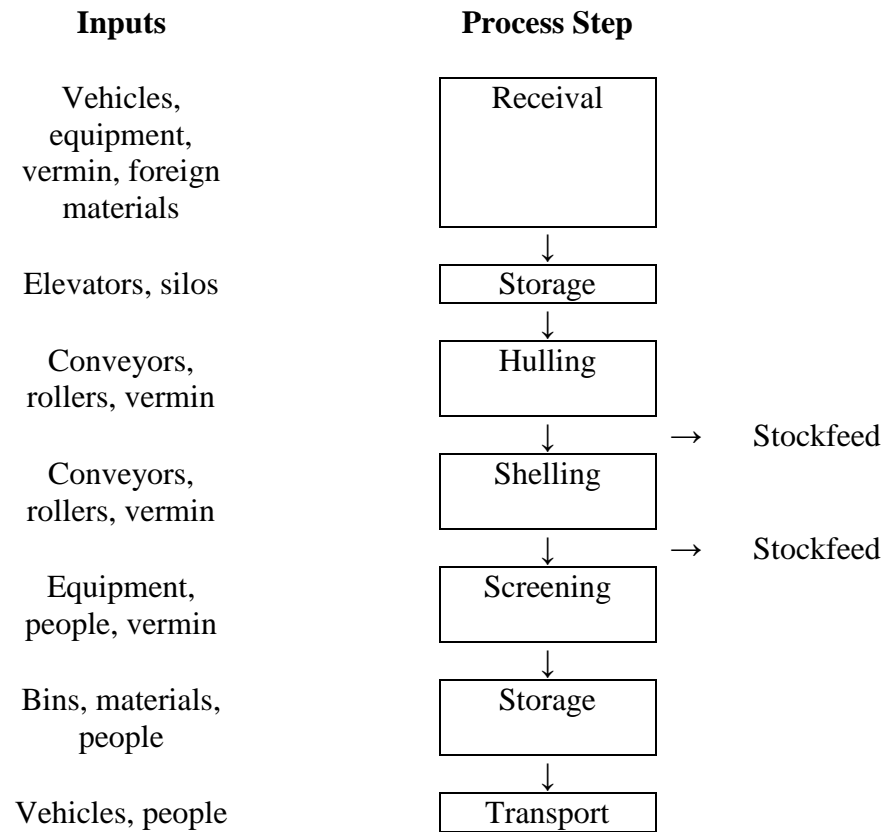 Inputs Process Step
Vehicles, Receival
equipment,
vermin, foreign
materials
↓
Elevators, silos Storage
↓
Conveyors, Hulling
rollers, vermin
↓ → Stockfeed
Conveyors, Shelling
rollers, vermin
↓ → Stockfeed
Equipment, Screening
people, vermin
↓
Bins, materials, Storage
people
↓
Vehicles, people Transport